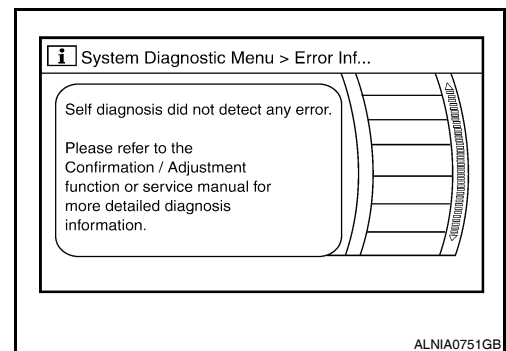 i System Diagnostic Menu > Error Inf...
Self diagnosis did not detect any error.
Please refer to the
Confirmation / Adjustment
function or service manual for
more detailed diagnosis
information.
ALNIA0751GB